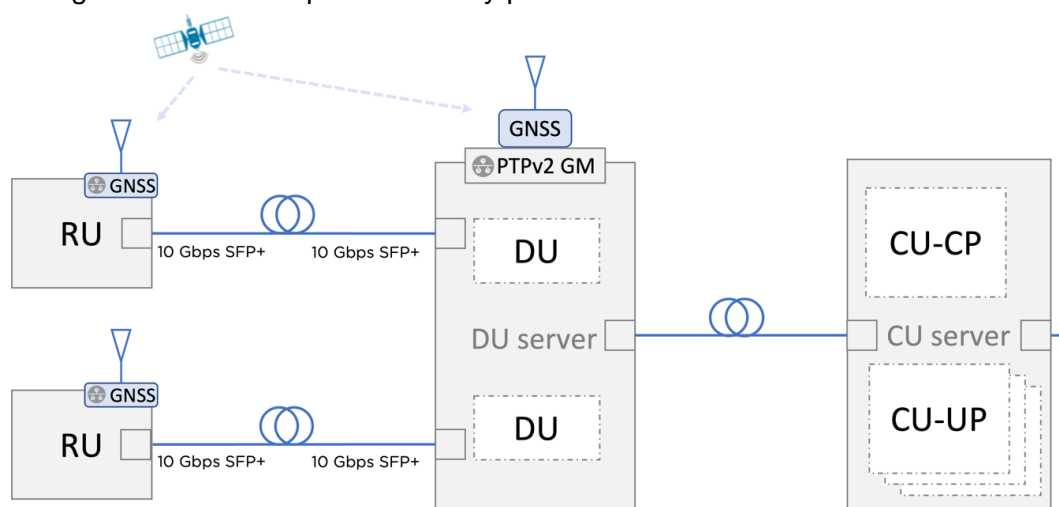 GNSS
PTPv2 GM
GNSS
RU
10 Gbps SFP+
10 Gbps SFP+
DU
DU server
DU
GNSS
RU
10 Gbps SFP+
10 Gbps SFP+
CU-CP
CU server
CU-UP